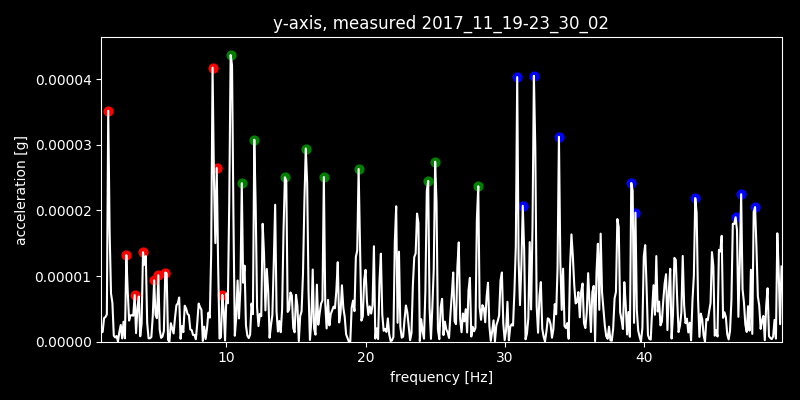 y-axis, measured 2017_11_19-23_30_02
acceleration [g]
0.00004
0.00003
0.00002
0.00001
0.00000
10 20 30 40
frequency [Hz]